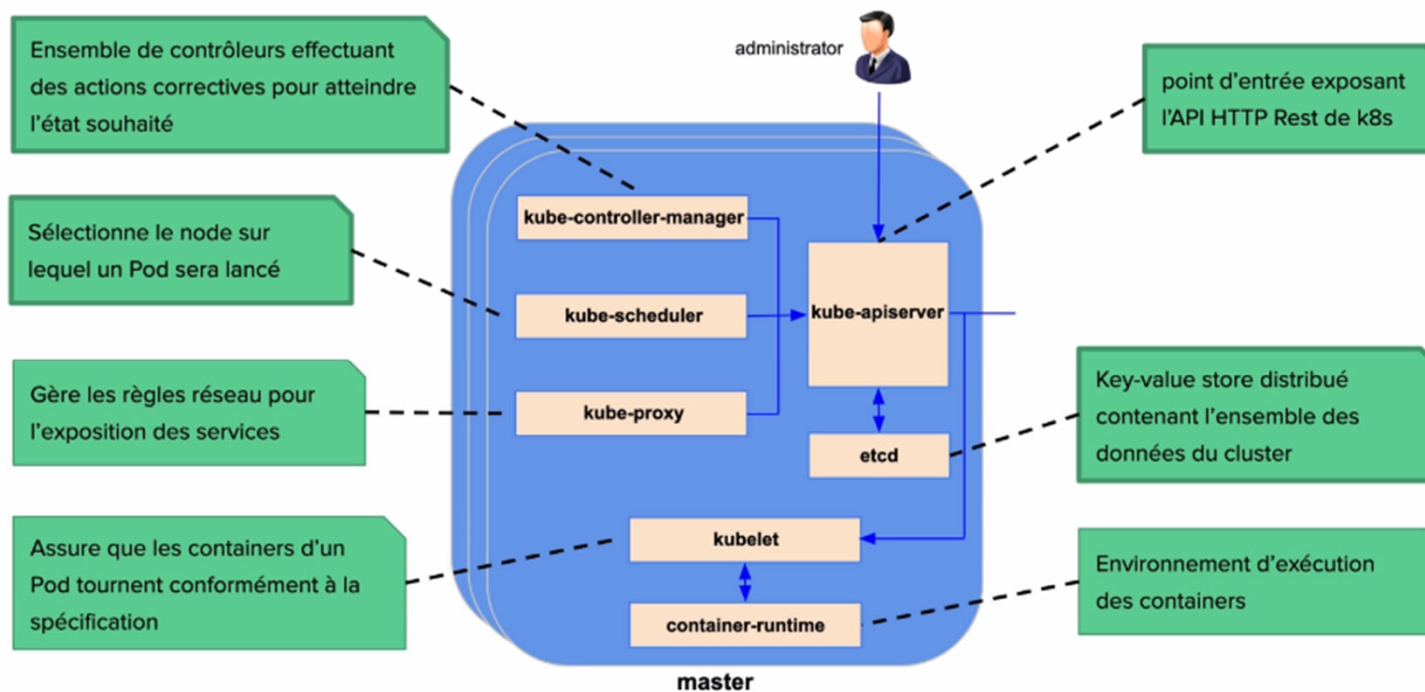 Ensemble de contrôleurs effectuant
des actions correctives pour atteindre
l'état souhaité
administrator
point d'entrée exposant
l'API HTTP Rest de k8s
kube-controller-manager
Sélectionne le node sur
lequel un Pod sera lancé
kube-scheduler
kube-apiserver
Gère les règles réseau pour
l'exposition des services
kube-proxy
Key-value store distribué
contenant l'ensemble des
données du cluster
etcd
Assure que les containers d'un
Pod tournent conformément à la
spécification
kubelet
Environnement d'exécution
des containers
container-runtime
master